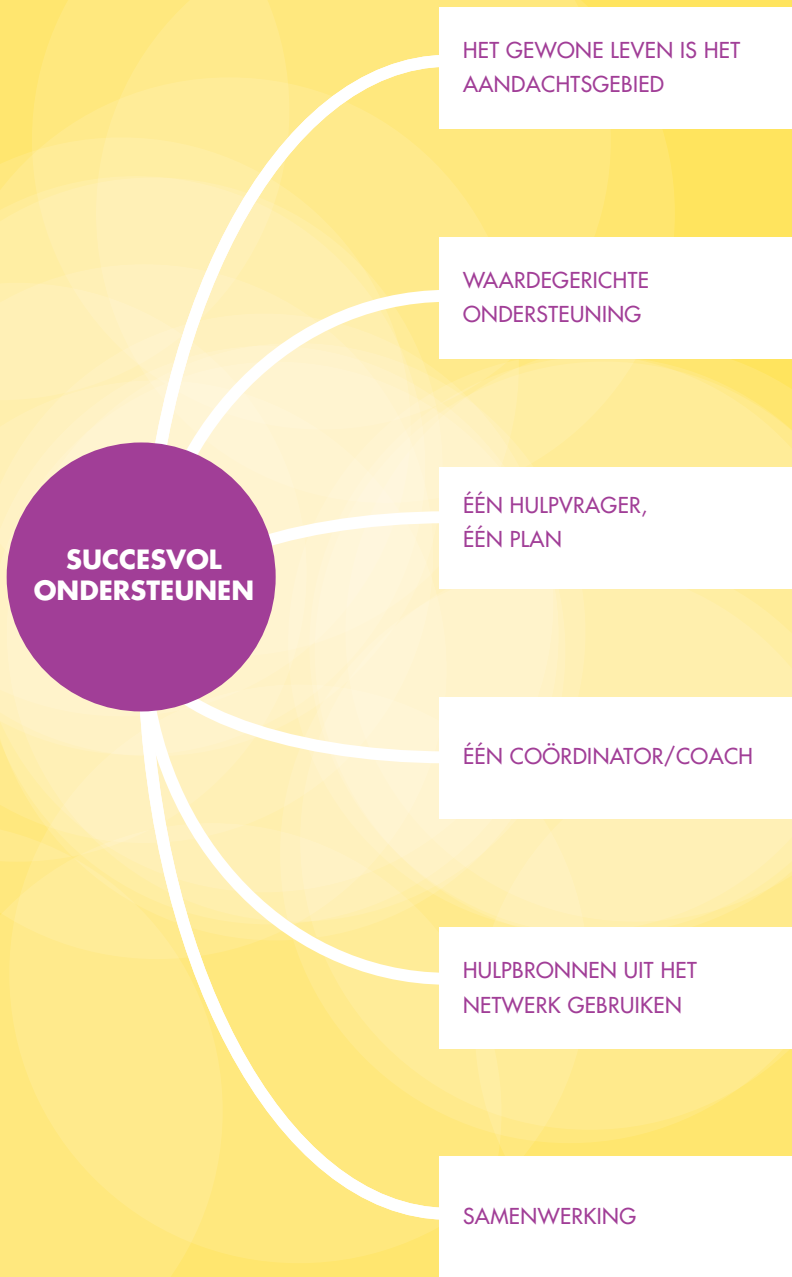 HET GEWONE LEVEN IS HET
AANDACHTSGEBIED
WAARDEGERICHTE
ONDERSTEUNING
ÉÉN HULPVRAGER,
ÉÉN PLAN
SUCCESVOL
ONDERSTEUNEN
ÉÉN COÖRDINATOR/COACH
HULPBRONNEN UIT HET
NETWERK GEBRUIKEN
SAMENWERKING